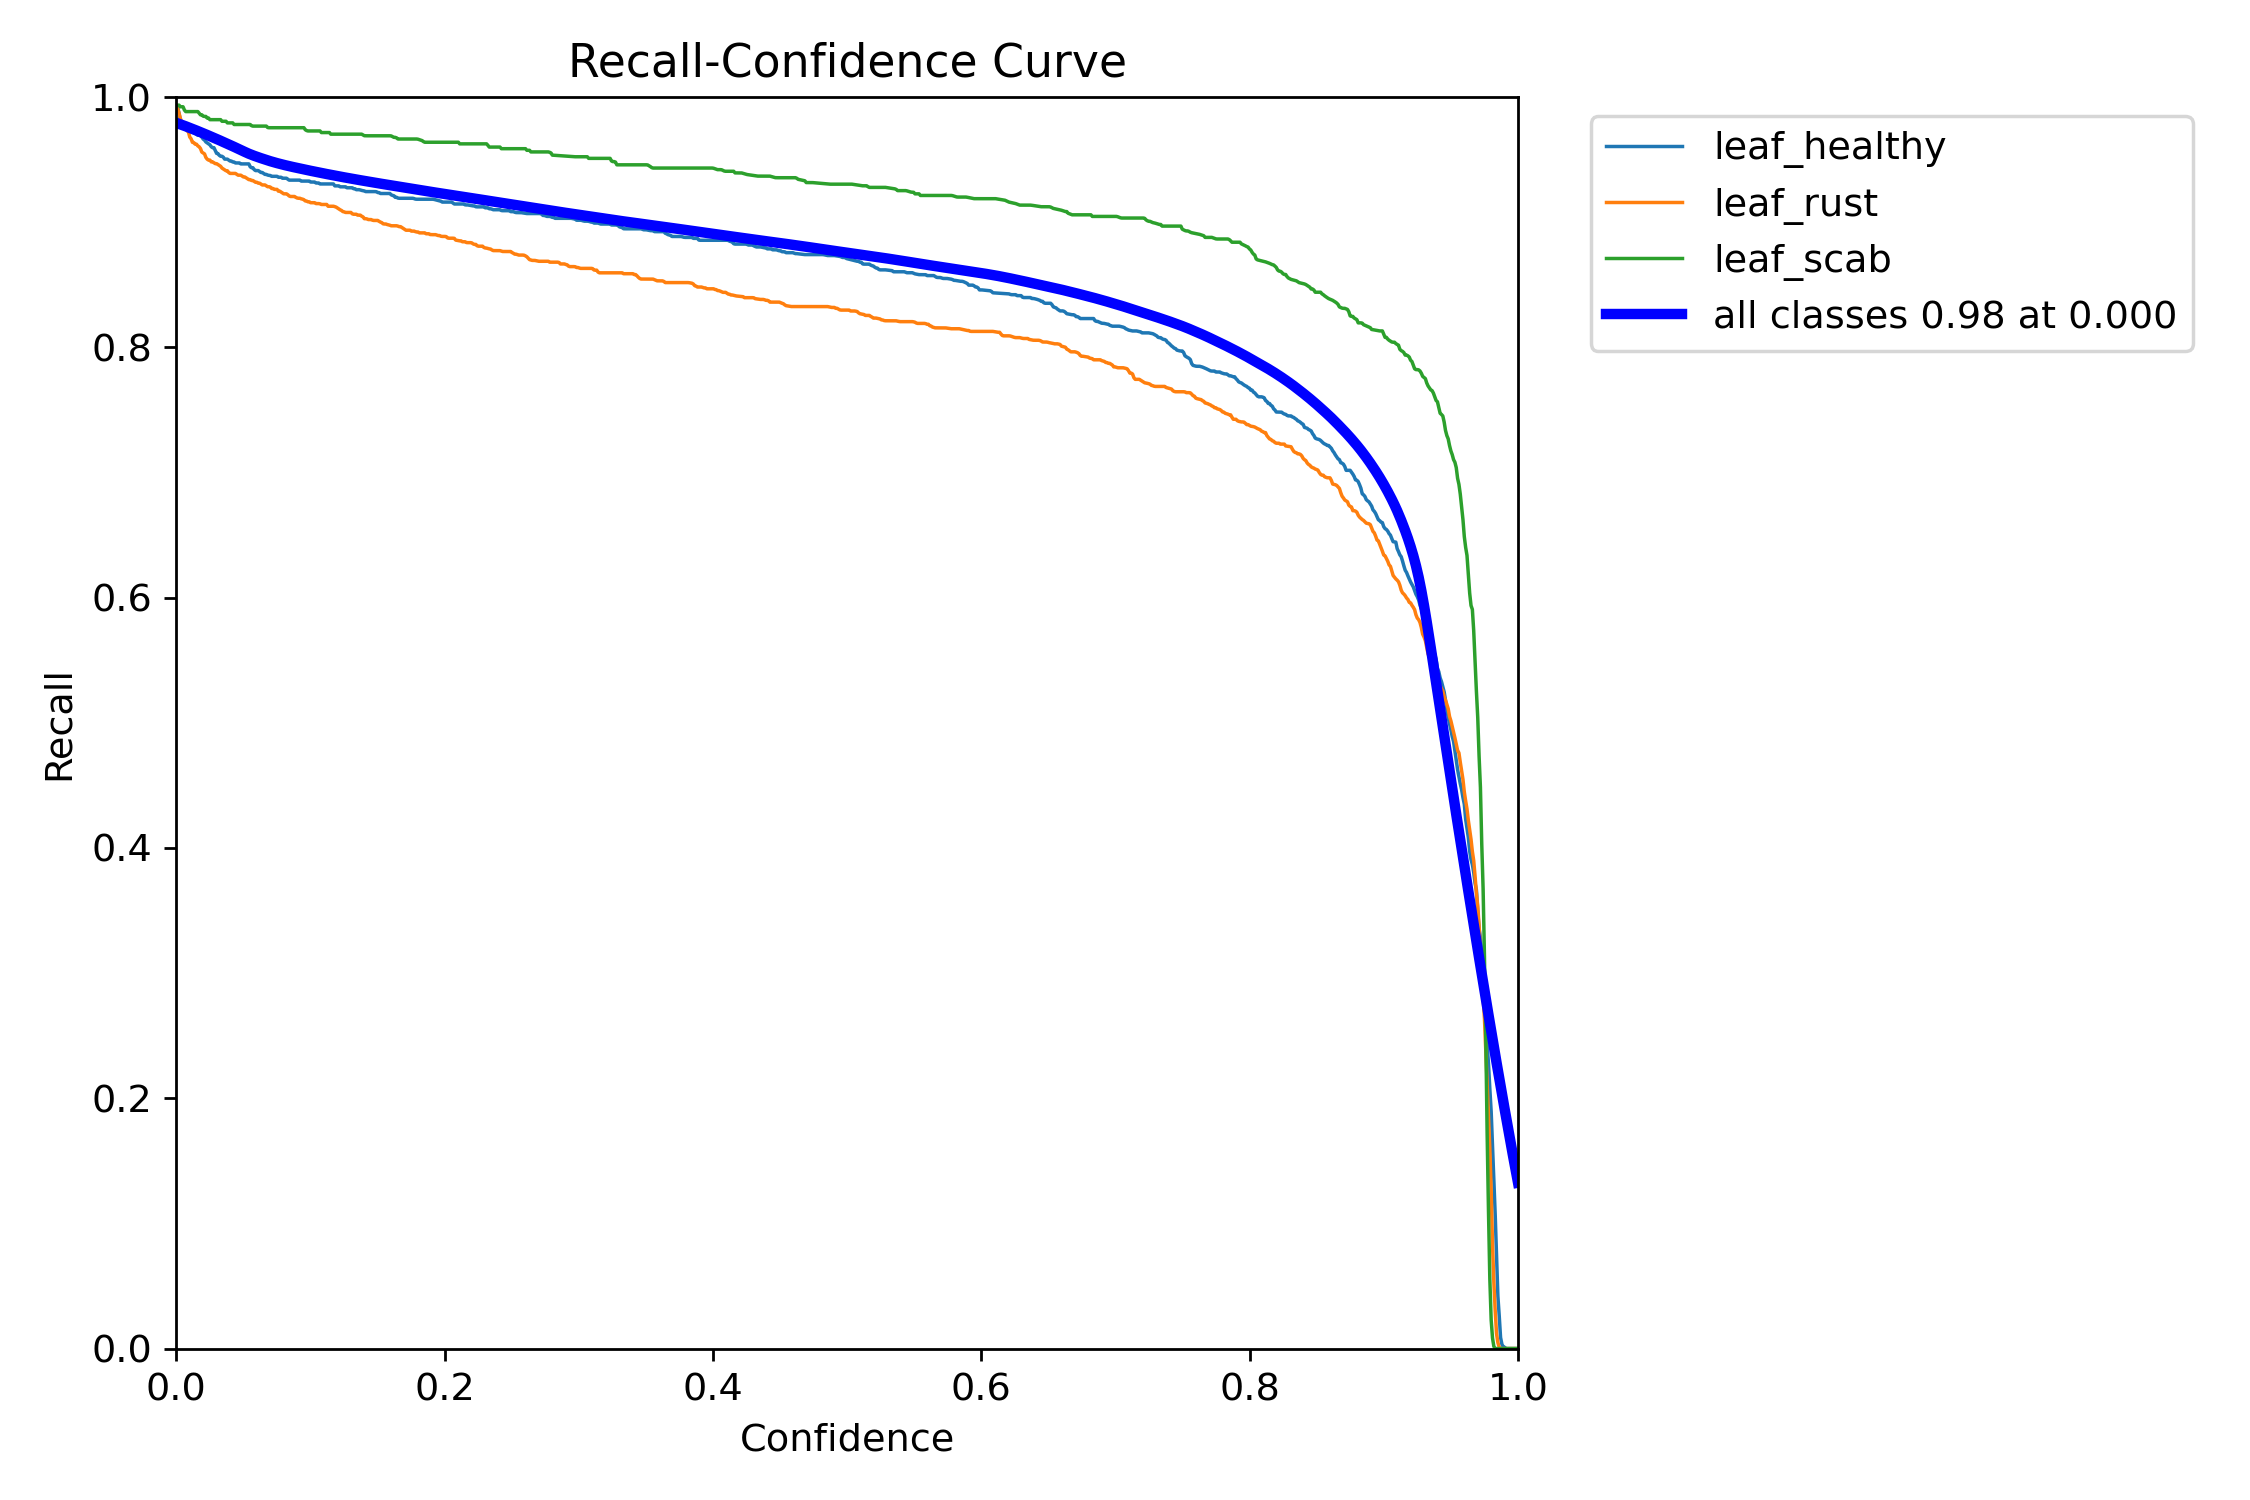 Recall-Confidence Curve
1.0
0.8
0.6
0.4
0.2
0.0
Recall
0.0 0.2 0.4 0.6 0.8 1.0
Confidence
leaf_healthy
leaf_rust
leaf_scab
all classes 0.98 at 0.000